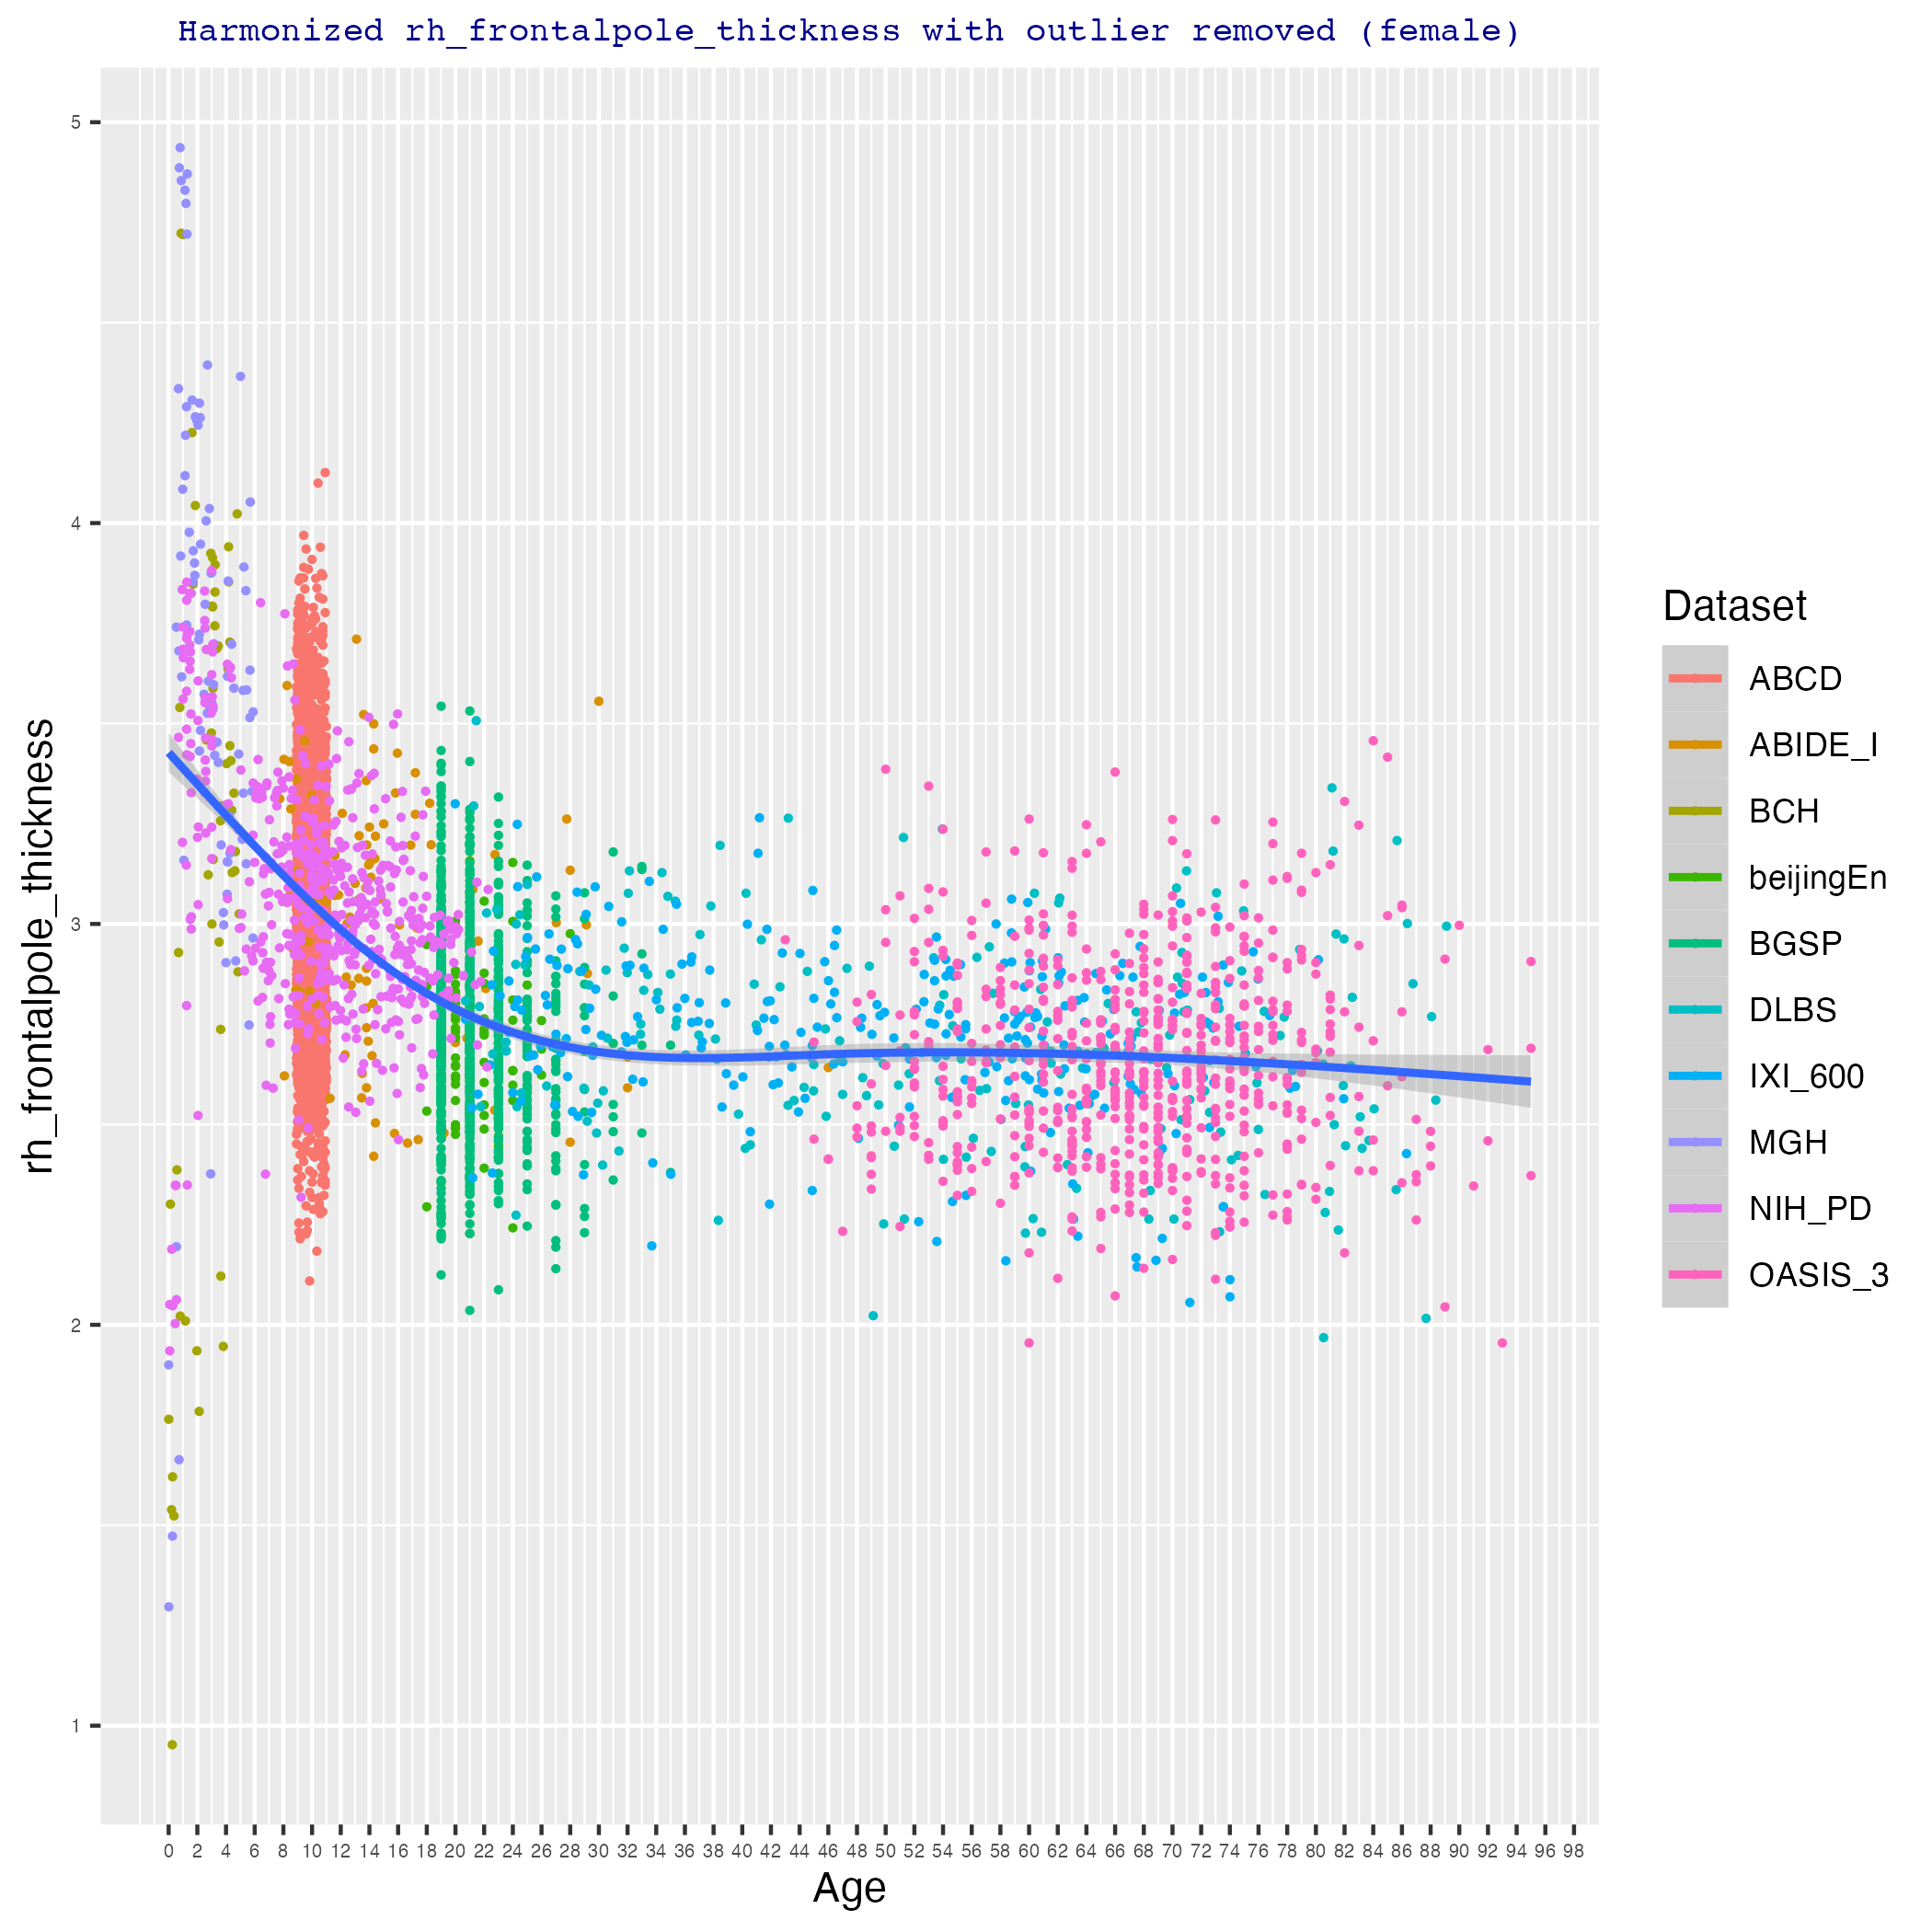 Harmonized rh_frontalpole_thickness with outlier removed (female)
rh_frontalpole_thickness
5
4
3
2
1
0 2 4 6 8 10 12 14 16 18 20 22 24 26 28 30 32 34 36 38 40 42 44 46 48 50 52 54 56 58 60 62 64 66 68 70 72 74 76 78 80 82 84 86 88 90 92 94 96 98
Age
Dataset
ABCD
ABIDE_I
BCH
beijingEn
BGSP
DLBS
IXI_600
MGH
NIH_PD
OASIS_3